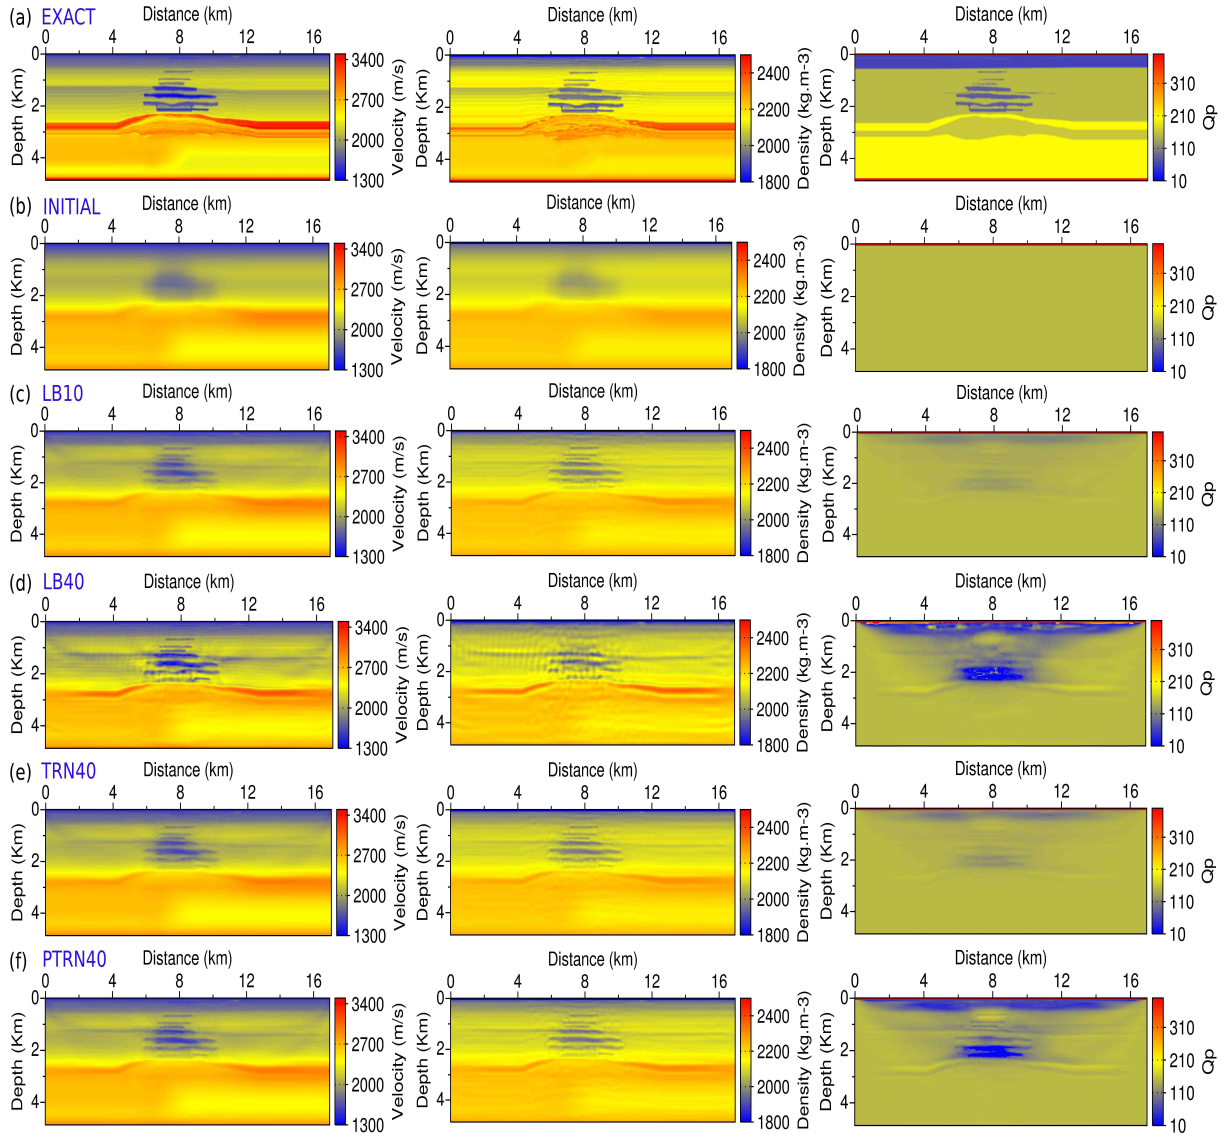 (a) EXACT
Distance (km) Distance (km) Distance (km)
0 4 8 12 16 0 4 8 12 16 0 4 8 12 16
Depth (Km) 0 2 4
3400 2700 2000 1300 Velocity (m/s)
Depth (Km) 0 2 4
2400 2200 2000 1800 Density (kg.m-3)
Depth (Km) 0 2 4
310 210 110 10 Qp
(b) INITIAL
Distance (km) Distance (km) Distance (km)
0 4 8 12 16 0 4 8 12 16 0 4 8 12 16
Depth (Km) 0 2 4
3400 2700 2000 1300 Velocity (m/s)
Depth (Km) 0 2 4
2400 2200 2000 1800 Density (kg.m-3)
Depth (Km) 0 2 4
310 210 110 10 Qp
(c) LB10
Distance (km) Distance (km) Distance (km)
0 4 8 12 16 0 4 8 12 16 0 4 8 12 16
Depth (Km) 0 2 4
3400 2700 2000 1300 Velocity (m/s)
Depth (Km) 0 2 4
2400 2200 2000 1800 Density (kg.m-3)
Depth (Km) 0 2 4
310 210 110 10 Qp
(d) LB40
Distance (km) Distance (km) Distance (km)
0 4 8 12 16 0 4 8 12 16 0 4 8 12 16
Depth (Km) 0 2 4
3400 2700 2000 1300 Velocity (m/s)
Depth (Km) 0 2 4
2400 2200 2000 1800 Density (kg.m-3)
Depth (Km) 0 2 4
310 210 110 10 Qp
(e) TRN40
Distance (km) Distance (km) Distance (km)
0 4 8 12 16 0 4 8 12 16 0 4 8 12 16
Depth (Km) 0 2 4
3400 2700 2000 1300 Velocity (m/s)
Depth (Km) 0 2 4
2400 2200 2000 1800 Density (kg.m-3)
Depth (Km) 0 2 4
310 210 110 10 Qp
(f) PTRN40
Distance (km) Distance (km) Distance (km)
0 4 8 12 16 0 4 8 12 16 0 4 8 12 16
Depth (Km) 0 2 4
3400 2700 2000 1300 Velocity (m/s)
Depth (Km) 0 2 4
2400 2200 2000 1800 Density (kg.m-3)
Depth (Km) 0 2 4
310 210 110 10 Qp